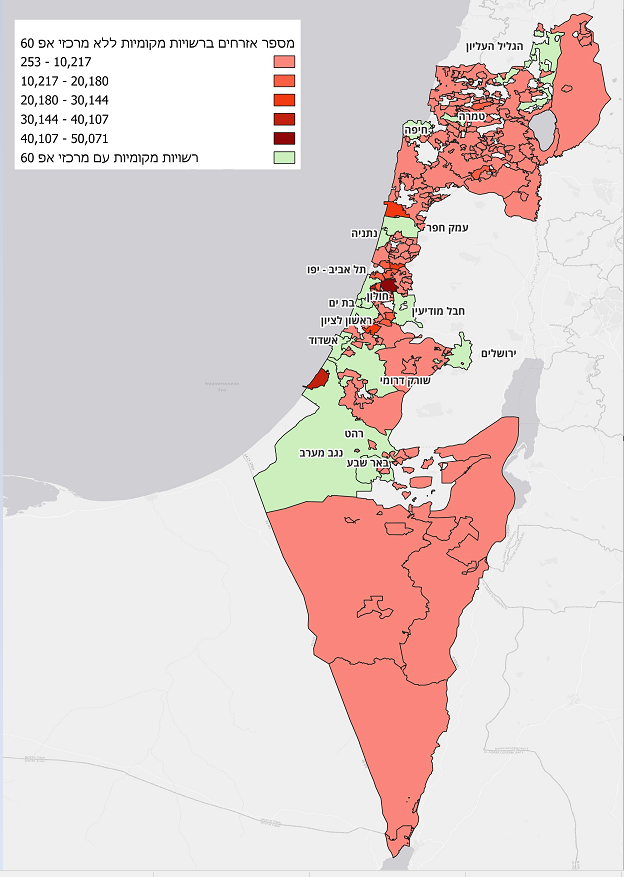 מספר אזרחים ברשויות מקומיות ללא מרכזי אפ 60
253 - 10,217
10,217 - 20,180
20,180 - 30,144
30,144 - 40,107
40,107 - 50,071
רשויות מקומיות עם מרכזי אפ 60
הגליל העליון
טמרה
חיפה
עמק חפר
נתניה
תל אביב - יפו
חולון
בת ים
חבל מודיעין
ראשון לציון
אשדוד
ירושלים
שורק דרומי
רהט
נגב מערב
באר שבע